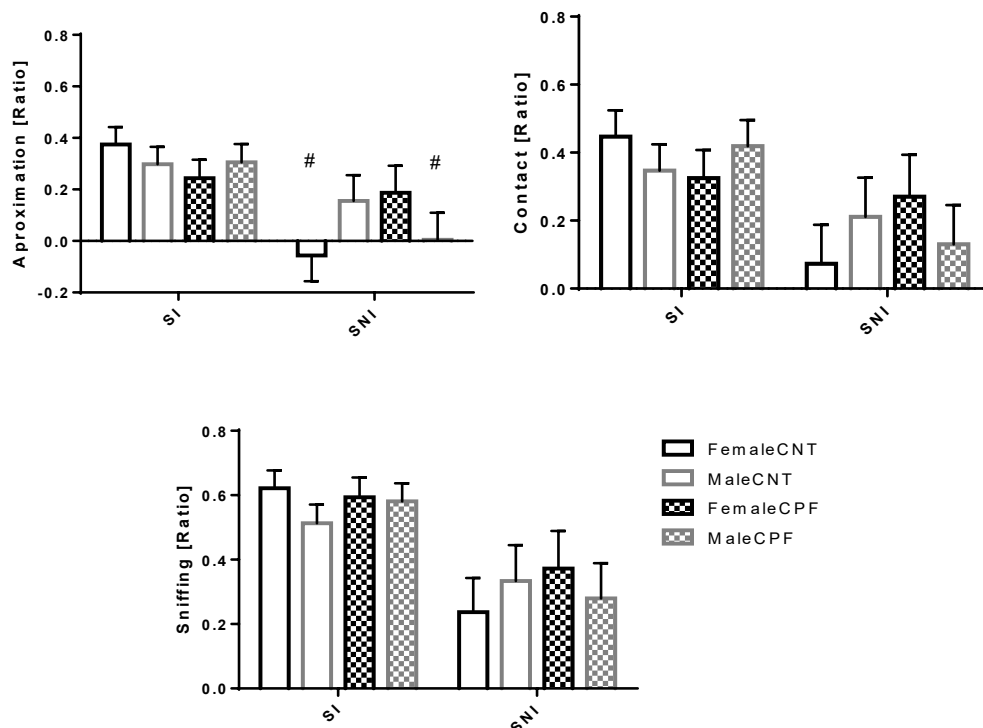 Aproximation [Ratio]
0.8
0.6
0.4
0.2
0.0
-0.2
#
#
SI
SNI
Contact [Ratio]
0.8
0.6
0.4
0.2
0.0
SI
SNI
Sniffing [Ratio]
0.8
0.6
0.4
0.2
0.0
SI
SNI
FemaleCNT
MaleCNT
FemaleCPF
MaleCPF